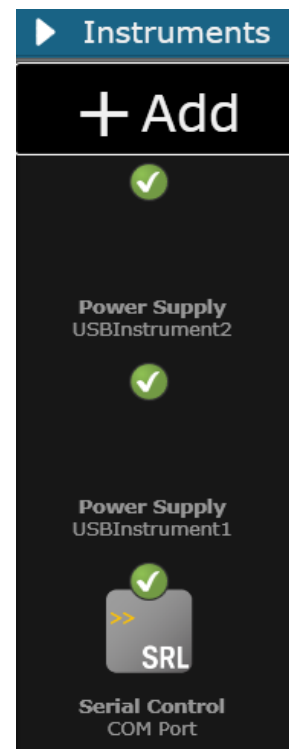 Instruments
+ Add
Power Supply
USBInstrument2
Power Supply
USBInstrument1
>>
SRL
Serial Control
COM Port